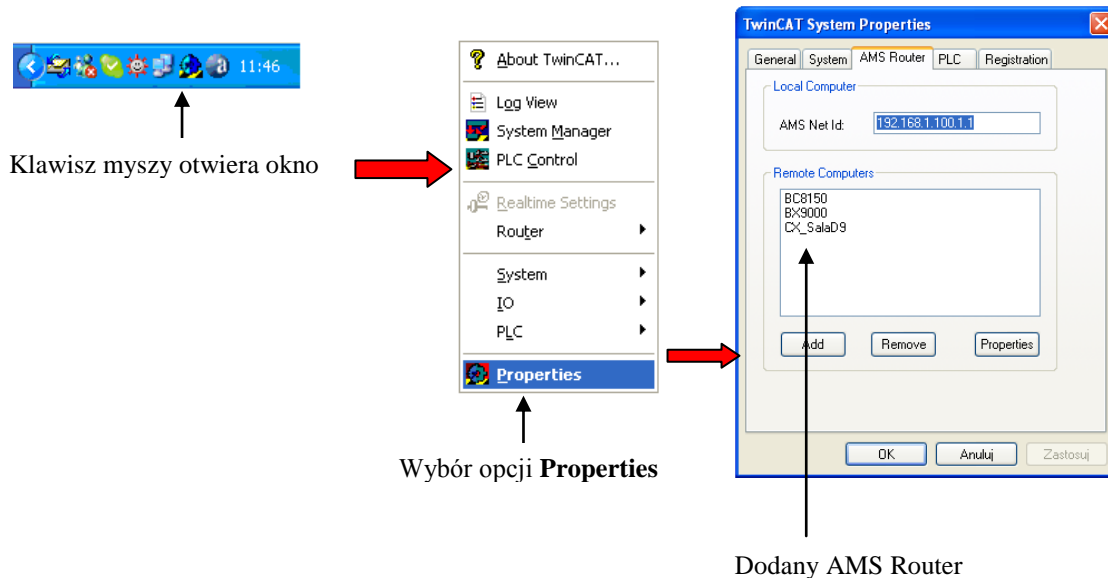 11:46
Klawisz myszy otwiera okno
About TwinCAT...
Log View
System Manager
PLC Control
Realtime Settings
Router
System
IO
PLC
Properties
Wybór opcji Properties
TwinCAT System Properties
General System AMS Router PLC Registration
Local Computer
AMS Net Id: 192.168.1.100.1.1
Remote Computers
BC8150
BX9000
CX_SalaD9
Add Remove Properties
OK Anuluj Zastosuj
Dodany AMS Router